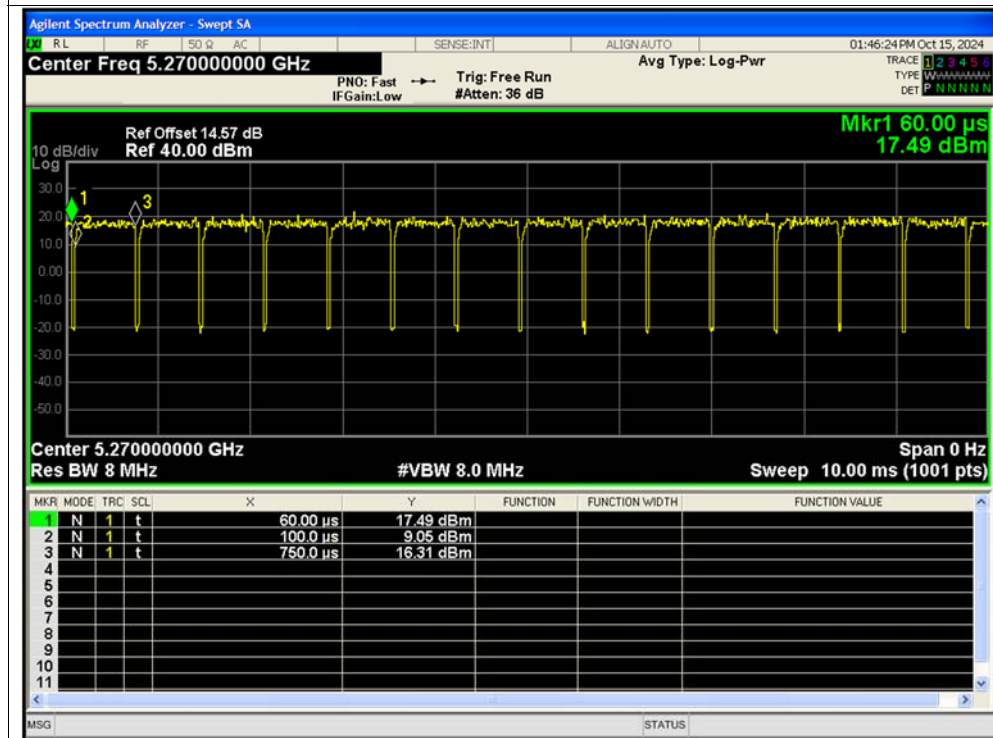 Agilent Spectrum Analyzer - Swept SA
LXI RL RF 50 Ω AC SENSE:INT ALIGN AUTO 01:46:24 PM Oct 15, 2024
Center Freq 5.270000000 GHz Avg Type: Log-Pwr TRACE 1 2 3 4 5 6
PNO: Fast Trig: Free Run TYPE W
IFGain:Low #Atten: 36 dB DET P N N N N N
Mkr1 60.00 µs
Ref Offset 14.57 dB
10 dB/div Ref 40.00 dBm 17.49 dBm
Log
30.0
1
3
20.0
2
10.0
0.00
-10.0
-20.0
-30.0
-40.0
-50.0
Center 5.270000000 GHz Span 0 Hz
Res BW 8 MHz #VBW 8.0 MHz Sweep 10.00 ms (1001 pts)
MKR MODE TRC SCL X Y FUNCTION FUNCTION WIDTH FUNCTION VALUE
1 N 1 t 60.00 µs 17.49 dBm
2 N 1 t 100.0 µs 9.05 dBm
3 N 1 t 750.0 µs 16.31 dBm
4
5
6
7
8
9
10
11
MSG STATUS